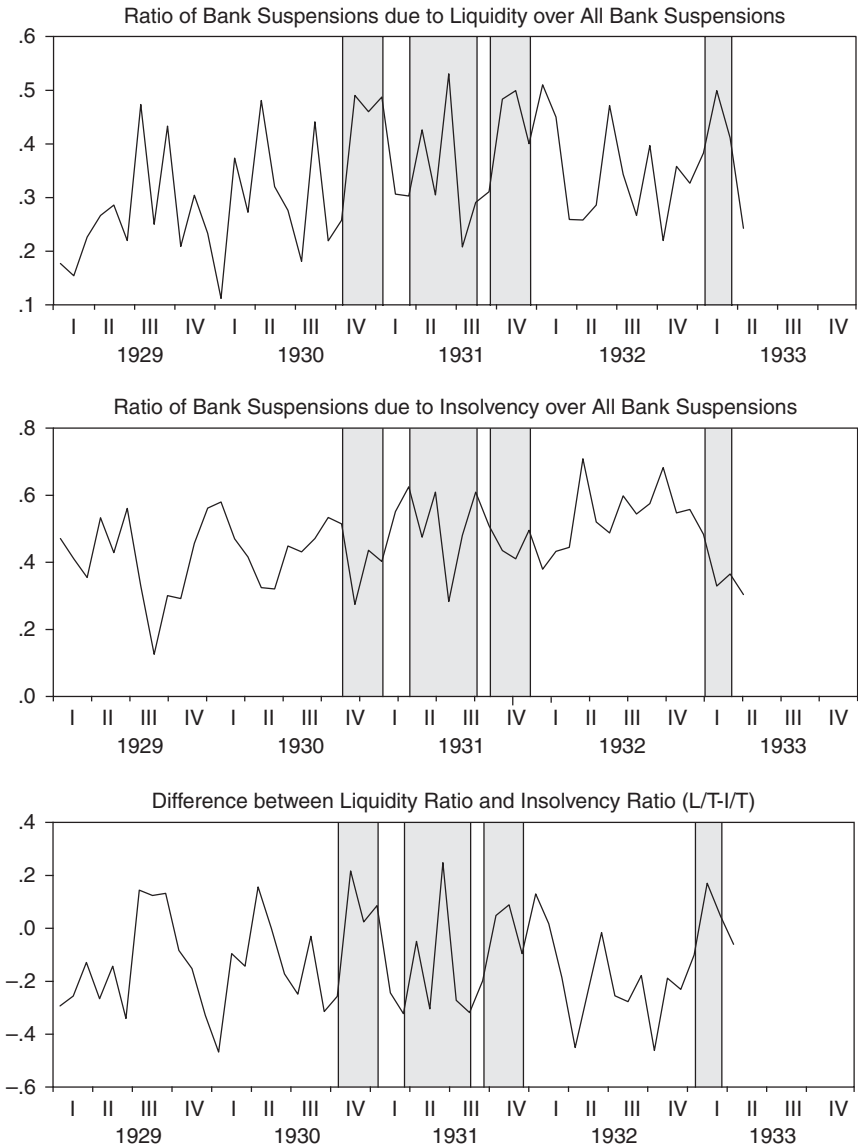 Ratio of Bank Suspensions due to Liquidity over All Bank Suspensions
.6
.5
.4
.3
.2
.1
I II III IV I II III IV I II III IV I II III IV I II III IV
1929 1930 1931 1932 1933
Ratio of Bank Suspensions due to Insolvency over All Bank Suspensions
.8
.6
.4
.2
.0
I II III IV I II III IV I II III IV I II III IV I II III IV
1929 1930 1931 1932 1933
Difference between Liquidity Ratio and Insolvency Ratio (L/T-I/T)
.4
.2
.0
−.2
−.4
−.6
I II III IV I II III IV I II III IV I II III IV I II III IV
1929 1930 1931 1932 1933